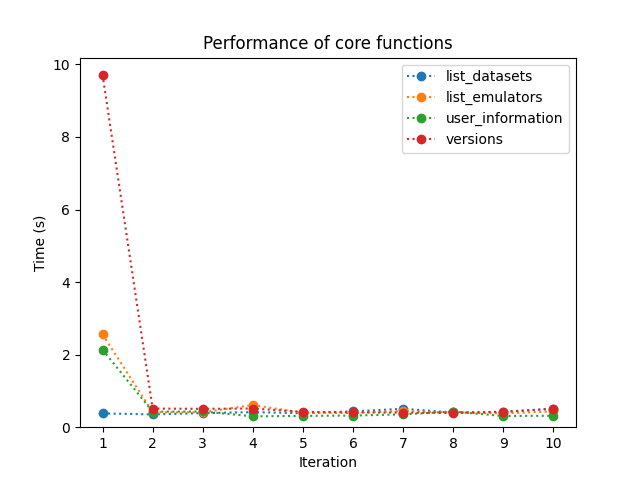 Performance of core functions
list_datasets
list_emulators
user_information
versions
Time (s)
10
8
6
4
2
0
1 2 3 4 5 6 7 8 9 10
Iteration